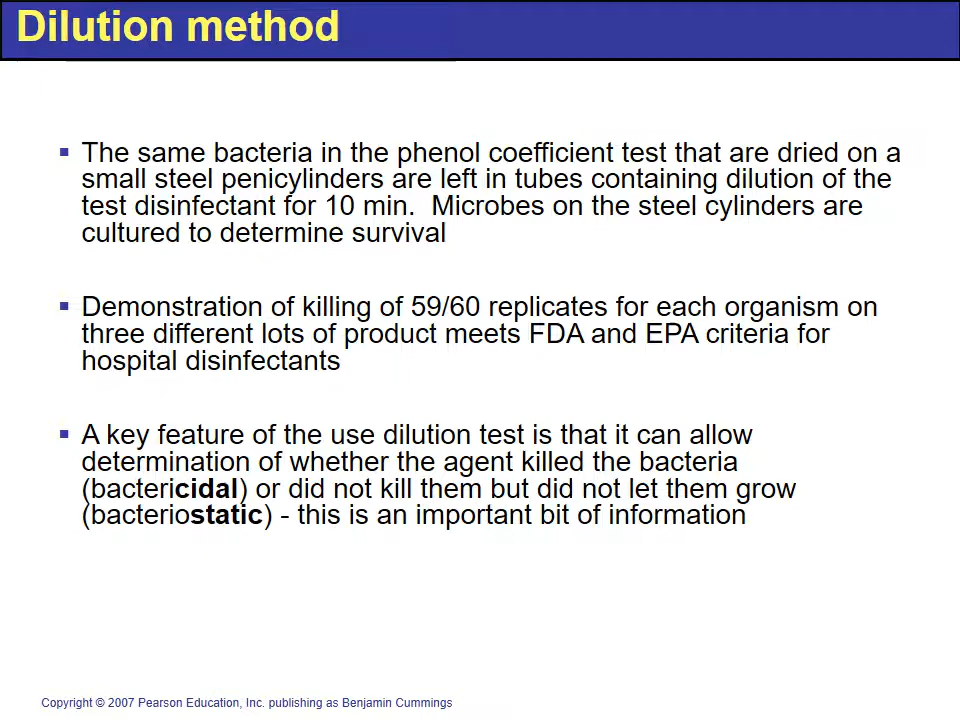 Dilution method
The same bacteria in the phenol coefficient test that are dried on a
small steel penicylinders are left in tubes containing dilution of the
test disinfectant for 10 min.  Microbes on the steel cylinders are
cultured to determine survival
Demonstration of killing of 59/60 replicates for each organism on
three different lots of product meets FDA and EPA criteria for
hospital disinfectants
A key feature of the use dilution test is that it can allow
determination of whether the agent killed the bacteria
(bactericidal) or did not kill them but did not let them grow
(bacteriostatic) - this is an important bit of information
Copyright © 2007 Pearson Education, Inc. publishing as Benjamin Cummings